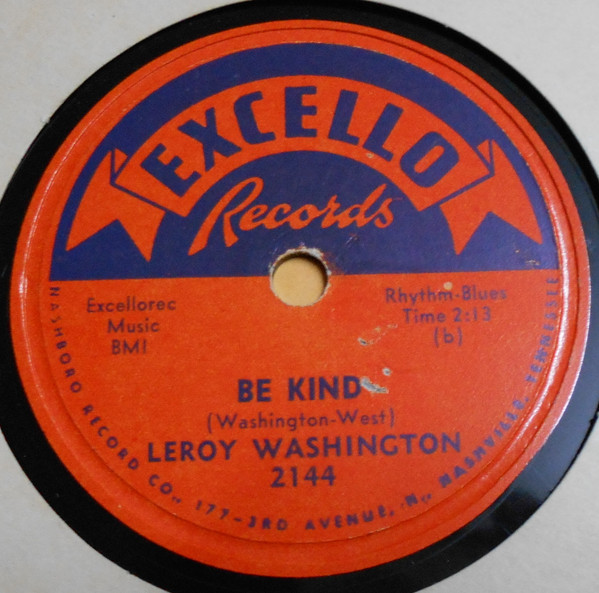 EXCELLO
Records
Excellorec
Music
BMI
Rhythm-Blues
Time 2:13
(b)
BE KIND
(Washington-West)
LEROY WASHINGTON
2144
NASHBORO RECORD CO., 177-3RD AVENUE, N., NASHVILLE, TENNESSEE